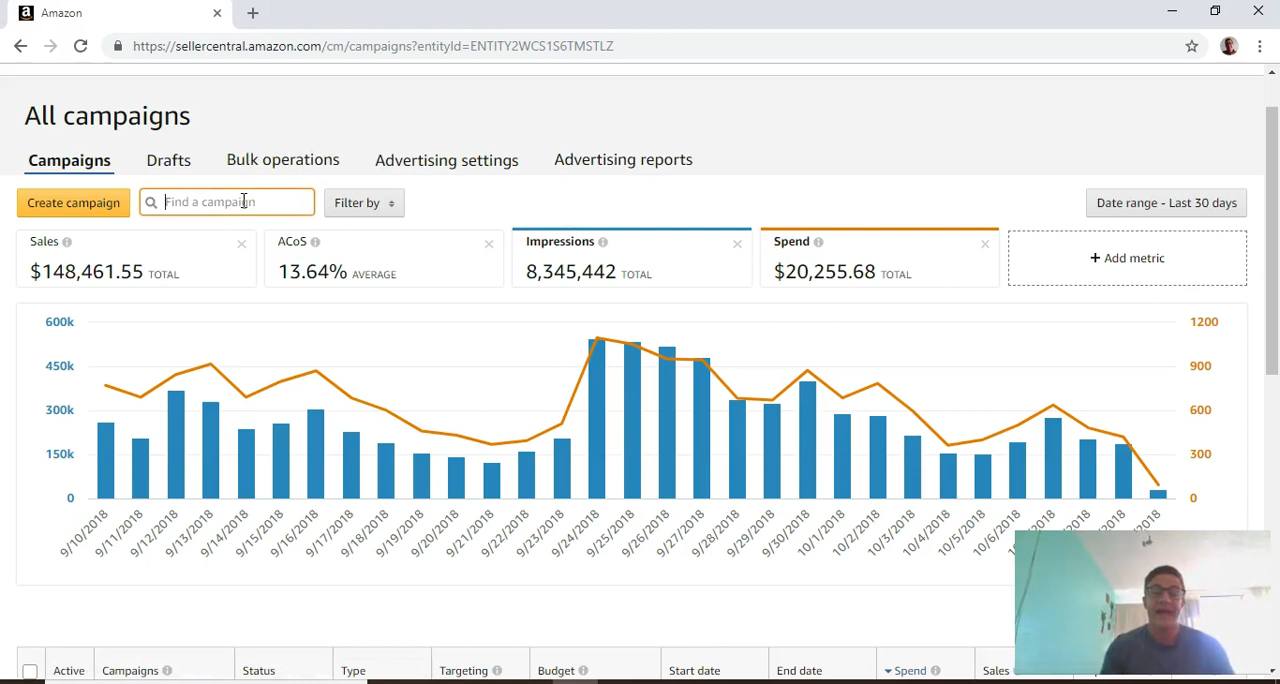 Amazon
https://sellercentral.amazon.com/cm/campaigns?entityId=ENTITY2WCS1S6TMSTLZ
All campaigns
Campaigns Drafts Bulk operations Advertising settings Advertising reports
Create campaign Find a campaign Filter by Date range - Last 30 days
Sales ACoS Impressions Spend
$148,461.55 TOTAL 13.64% AVERAGE 8,345,442 TOTAL $20,255.68 TOTAL + Add metric
600k 1200
450k 900
300k 600
150k 300
0 0
9/10/2018 9/11/2018 9/12/2018 9/13/2018 9/14/2018 9/15/2018 9/16/2018 9/17/2018 9/18/2018 9/19/2018 9/20/2018 9/21/2018 9/22/2018 9/23/2018 9/24/2018 9/25/2018 9/26/2018 9/27/2018 9/28/2018 9/29/2018 9/30/2018 10/1/2018 10/2/2018 10/3/2018 10/4/2018 10/5/2018 10/6/2018 /2018 /2018 /2018 /2018
Active Campaigns Status Type Targeting Budget Start date End date Spend Sales